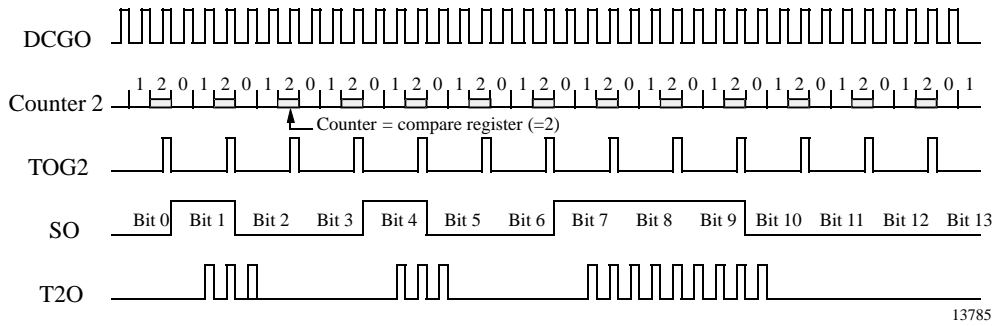 DCGO
1 2 0 1 2 0 1 2 0 1 2 0 1 2 0 1 2 0 1 2 0 1 2 0 1 2 0 1 2 0 1 2 0 1 2 0 1 2 0 1
Counter 2
Counter = compare register (=2)
TOG2
SO Bit 0 Bit 1 Bit 2 Bit 3 Bit 4 Bit 5 Bit 6 Bit 7 Bit 8 Bit 9 Bit 10 Bit 11 Bit 12 Bit 13
T2O
13785